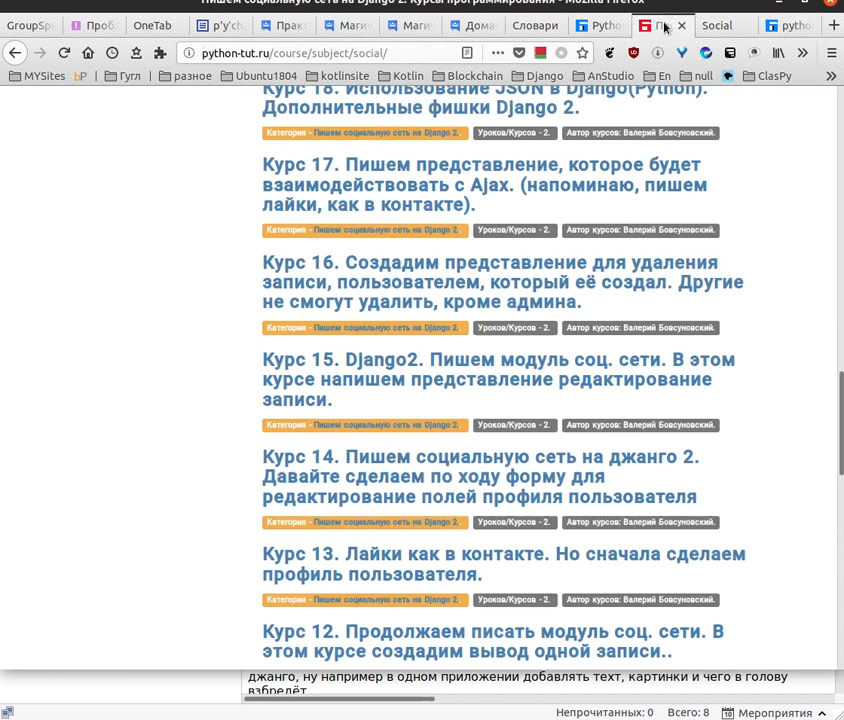 Пишем социальную сеть на Django 2. Курсы программирования - Mozilla Firefox
GroupSp
Проб
OneTab
p'y'ch
Практ
Маги
Маги
Дома
Словари
Pytho
П
Social
pytho
python-tut.ru/course/subject/social/
MYSites
bP
Гугл
разное
Ubuntu1804
kotlinsite
Kotlin
Blockchain
Django
AnStudio
En
null
ClasPy
Курс 18. Использование JSON в Django(Python).
Дополнительные фишки Django 2.
Категория - Пишем социальную сеть на Django 2. Уроков/Курсов - 2. Автор курсов: Валерий Бовсуновский.
Курс 17. Пишем представление, которое будет
взаимодействовать с Ajax. (напоминаю, пишем
лайки, как в контакте).
Категория - Пишем социальную сеть на Django 2. Уроков/Курсов - 2. Автор курсов: Валерий Бовсуновский.
Курс 16. Создадим представление для удаления
записи, пользователем, который её создал. Другие
не смогут удалить, кроме админа.
Категория - Пишем социальную сеть на Django 2. Уроков/Курсов - 2. Автор курсов: Валерий Бовсуновский.
Курс 15. Django2. Пишем модуль соц. сети. В этом
курсе напишем представление редактирование
записи.
Категория - Пишем социальную сеть на Django 2. Уроков/Курсов - 2. Автор курсов: Валерий Бовсуновский.
Курс 14. Пишем социальную сеть на джанго 2.
Давайте сделаем по ходу форму для
редактирование полей профиля пользователя
Категория - Пишем социальную сеть на Django 2. Уроков/Курсов - 2. Автор курсов: Валерий Бовсуновский.
Курс 13. Лайки как в контакте. Но сначала сделаем
профиль пользователя.
Категория - Пишем социальную сеть на Django 2. Уроков/Курсов - 2. Автор курсов: Валерий Бовсуновский.
Курс 12. Продолжаем писать модуль соц. сети. В
этом курсе создадим вывод одной записи..
джанго, ну например в одном приложении добавлять техт, картинки и чего в голову
взбредёт
Непрочитанных: 0 Всего: 8 Мероприятия